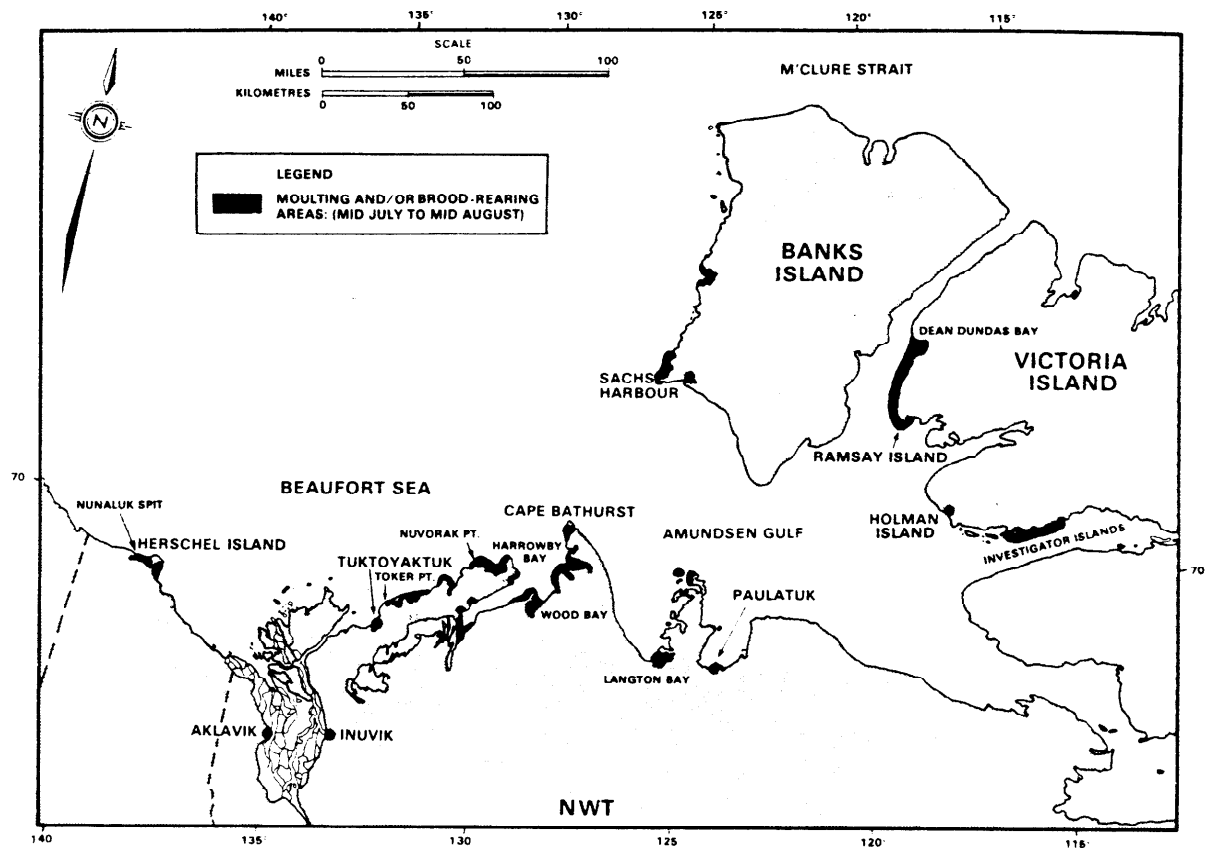 140° 135° 130° 125° 120° 115°
SCALE
MILES 0 50 100
KILOMETRES 0 50 100
M'CLURE STRAIT
N
LEGEND
MOULTING AND/OR BROOD-REARING
AREAS: (MID JULY TO MID AUGUST)
BANKS
ISLAND
DEAN DUNDAS BAY
VICTORIA
ISLAND
SACHS
HARBOUR
RAMSAY ISLAND
70
BEAUFORT SEA
NUNALUK SPIT
CAPE BATHURST
HOLMAN
ISLAND
AMUNDSEN GULF
NUVORAK PT.
HERSCHEL ISLAND
HARROWBY
BAY
INVESTIGATOR ISLANDS
TUKTOYAKTUK
TOKER PT.
70
PAULATUK
WOOD BAY
LANGTON BAY
AKLAVIK
INUVIK
NWT
140 135 130 125 120 115